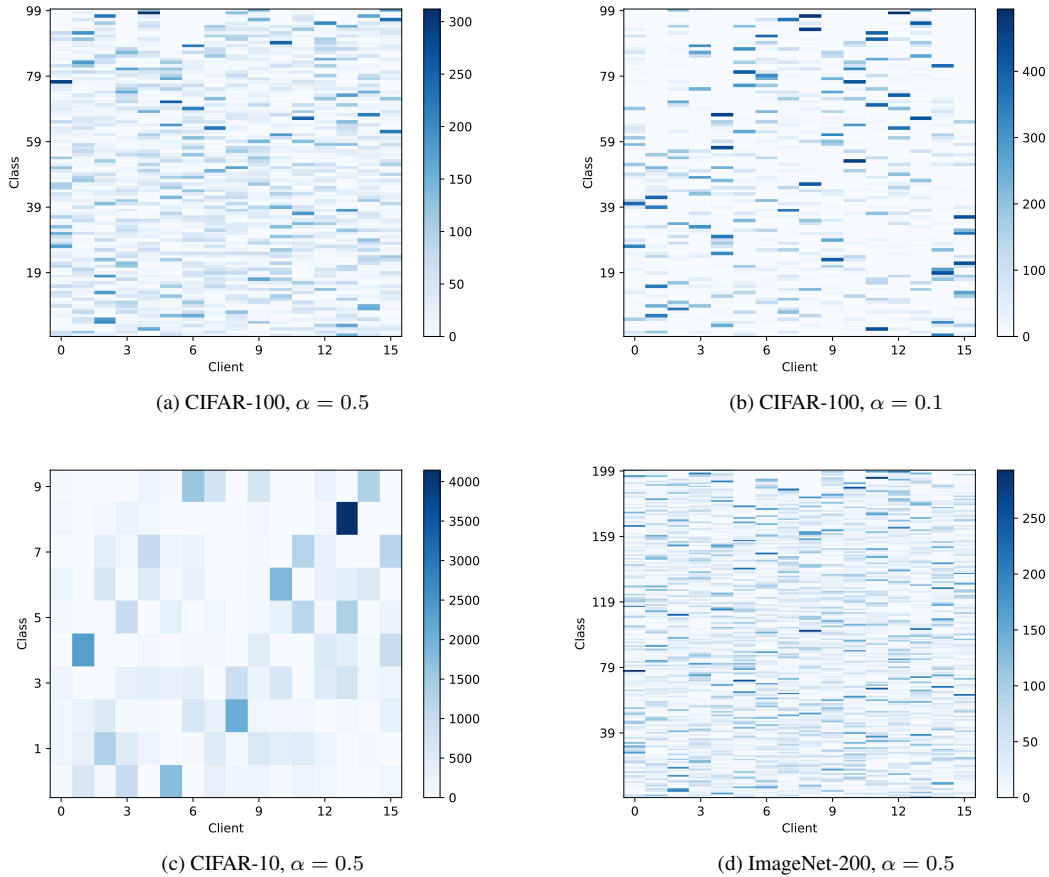 99
79
59
39
19
Class
0 3 6 9 12 15
Client
300
250
200
150
100
50
0
(a) CIFAR-100, α = 0.5
99
79
59
39
19
Class
0 3 6 9 12 15
Client
400
300
200
100
0
(b) CIFAR-100, α = 0.1
9
7
5
3
1
Class
0 3 6 9 12 15
Client
4000
3500
3000
2500
2000
1500
1000
500
0
(c) CIFAR-10, α = 0.5
199
159
119
79
39
Class
0 3 6 9 12 15
Client
250
200
150
100
50
0
(d) ImageNet-200, α = 0.5